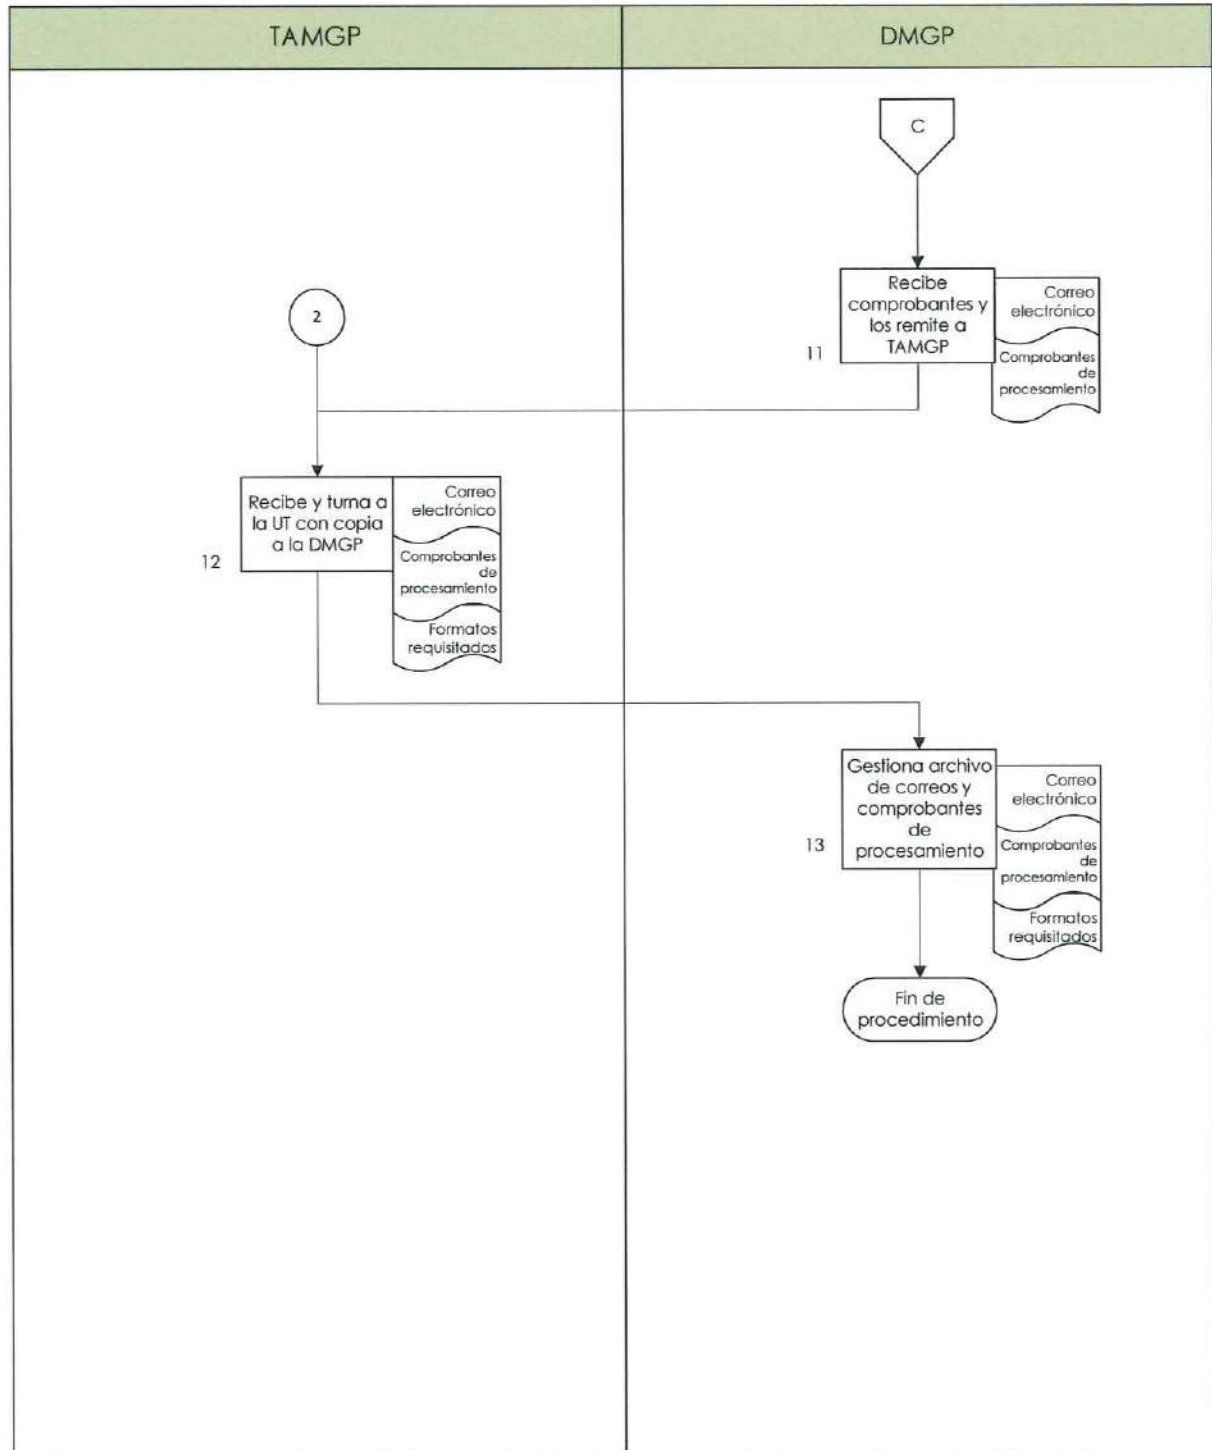 TAMGP
DMGP
C
Recibe
comprobantes y
los remite a
TAMGP
11
Correo
electrónico
Comprobantes
de
procesamiento
2
Recibe y turna a
la UT con copia
a la DMGP
12
Correo
electrónico
Comprobantes
de
procesamiento
Formatos
requisitados
Gestiona archivo
de correos y
comprobantes
de
procesamiento
13
Correo
electrónico
Comprobantes
de
procesamiento
Formatos
requisitados
Fin de
procedimiento